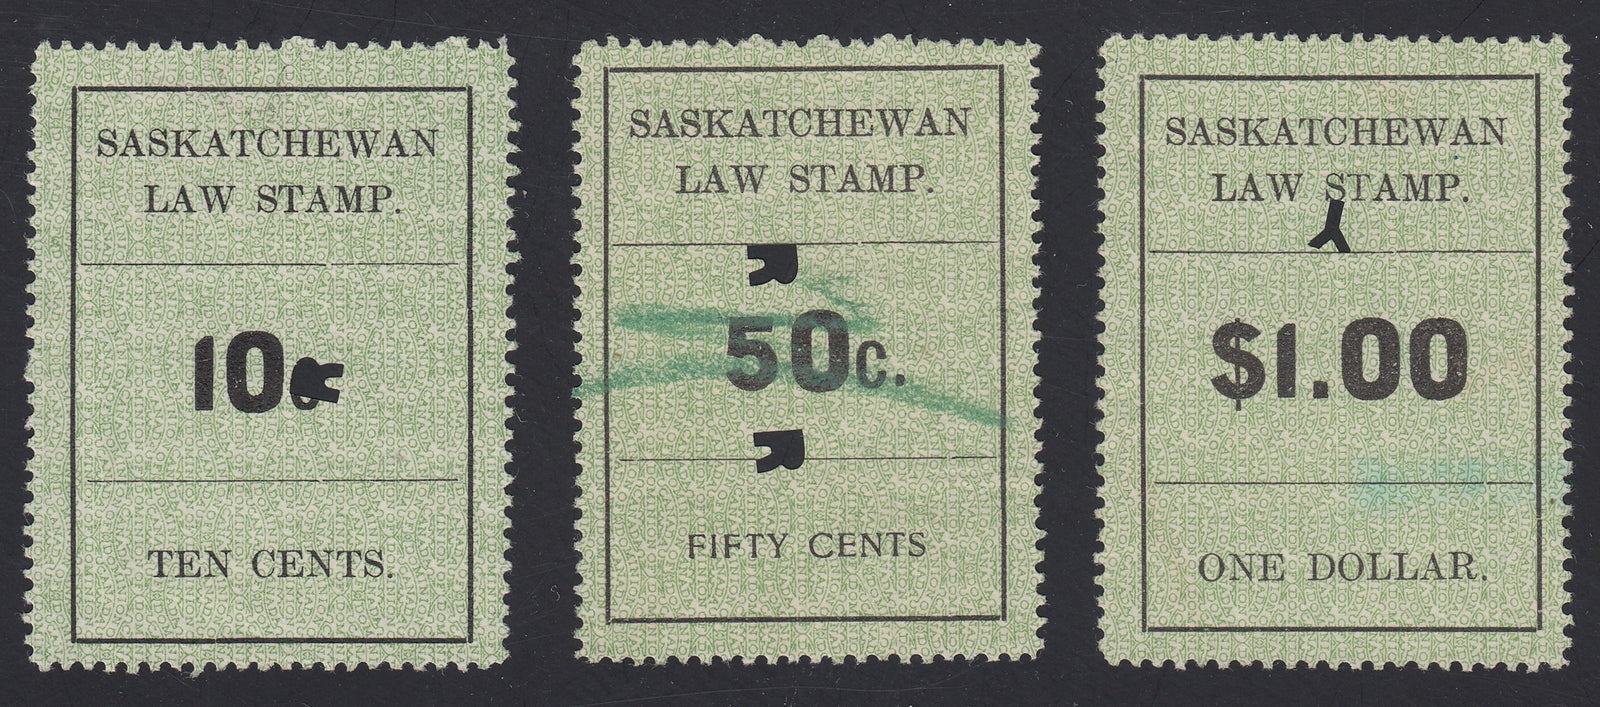 SASKATCHEWAN
LAW STAMP.
10c
TEN CENTS.
SASKATCHEWAN
LAW STAMP.
50c.
FIFTY CENTS
SASKATCHEWAN
LAW STAMP.
$1.00
ONE DOLLAR.